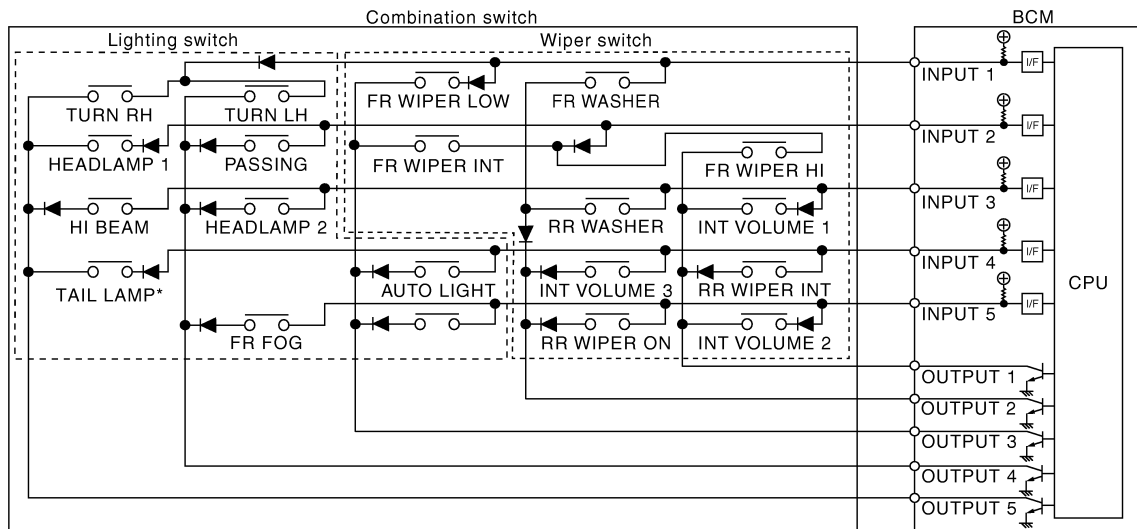 Combination switch
BCM
Lighting switch
Wiper switch
INPUT 1
I/F
TURN RH
TURN LH
FR WIPER LOW
FR WASHER
INPUT 2
I/F
HEADLAMP 1
PASSING
FR WIPER INT
FR WIPER HI
INPUT 3
I/F
HI BEAM
HEADLAMP 2
RR WASHER
INT VOLUME 1
INPUT 4
I/F
CPU
TAIL LAMP*
AUTO LIGHT
INT VOLUME 3
RR WIPER INT
INPUT 5
I/F
FR FOG
RR WIPER ON
INT VOLUME 2
OUTPUT 1
OUTPUT 2
OUTPUT 3
OUTPUT 4
OUTPUT 5